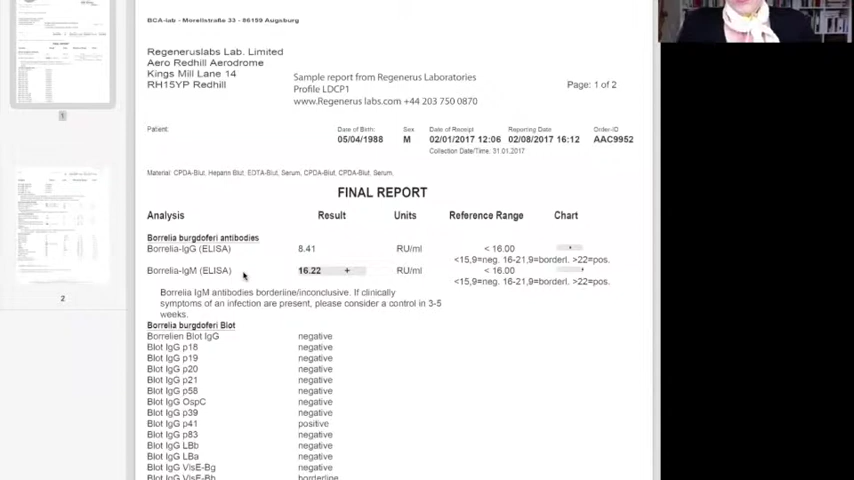 BCA-lab - Morellstraße 33 - 86159 Augsburg
Regeneruslabs Lab. Limited
Aero Redhill Aerodrome
Kings Mill Lane 14
RH15YP Redhill
Sample report from Regenerus Laboratories
Profile LDCP1
www.Regenerus labs.com +44 203 750 0870
Page: 1 of 2
Patient:
Date of Birth: Sex Date of Receipt Reporting Date Order-ID
05/04/1988 M 02/01/2017 12:06 02/08/2017 16:12 AAC9952
Collection Date/Time: 31.01.2017
Material: CPDA-Blut, Heparin Blut, EDTA-Blut, Serum, CPDA-Blut, CPDA-Blut, Serum,
FINAL REPORT
Analysis Result Units Reference Range Chart
Borrelia burgdoferi antibodies
Borrelia-IgG (ELISA) 8.41 RU/ml < 16.00
<15,9=neg. 16-21,9=borderl. >22=pos.
Borrelia-IgM (ELISA) 16.22 + RU/ml < 16.00
<15,9=neg. 16-21,9=borderl. >22=pos.
Borrelia IgM antibodies borderline/inconclusive. If clinically
symptoms of an infection are present, please consider a control in 3-5
weeks.
Borrelia burgdoferi Blot
Borrelien Blot IgG negative
Blot IgG p18 negative
Blot IgG p19 negative
Blot IgG p20 negative
Blot IgG p21 negative
Blot IgG p58 negative
Blot IgG OspC negative
Blot IgG p39 negative
Blot IgG p41 positive
Blot IgG p83 negative
Blot IgG LBb negative
Blot IgG LBa negative
Blot IgG VlsE-Bg negative
Blot IgG VlsE-Bb borderline
1
2